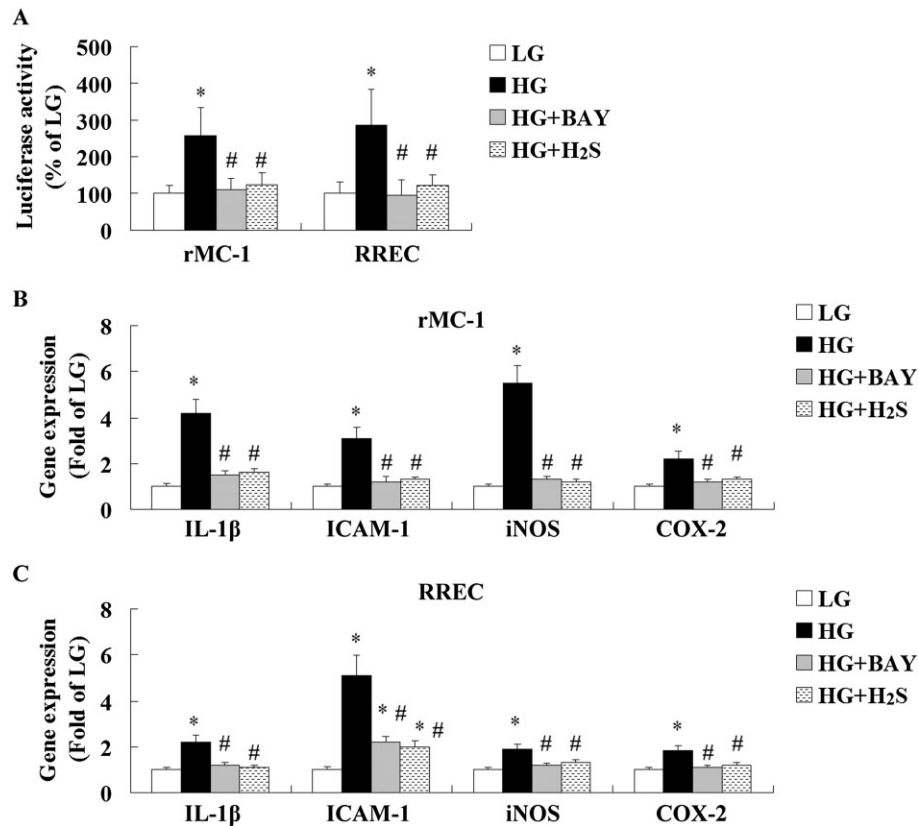 A
Luciferase activity
(% of LG)
500
400
300
200
100
0
* # #
* # #
rMC-1 RREC
LG
HG
HG+BAY
HG+H₂S
B
rMC-1
Gene expression
(Fold of LG)
8
6
4
2
0
* # #
* # #
* # #
* # #
IL-1β ICAM-1 iNOS COX-2
LG
HG
HG+BAY
HG+H₂S
C
RREC
Gene expression
(Fold of LG)
8
6
4
2
0
* # #
* * # * #
* # #
* # #
IL-1β ICAM-1 iNOS COX-2
LG
HG
HG+BAY
HG+H₂S